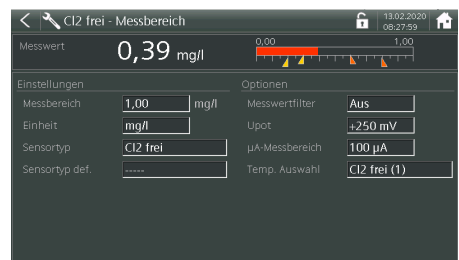 Cl2 frei - Messbereich
13.02.2020
08:27:59
Messwert
0,39 mg/l
0,00 1,00
Einstellungen
Messbereich 1,00 mg/l
Einheit mg/l
Sensortyp Cl2 frei
Sensortyp def. -----
Optionen
Messwertfilter Aus
Upot +250 mV
µA-Messbereich 100 µA
Temp. Auswahl Cl2 frei (1)